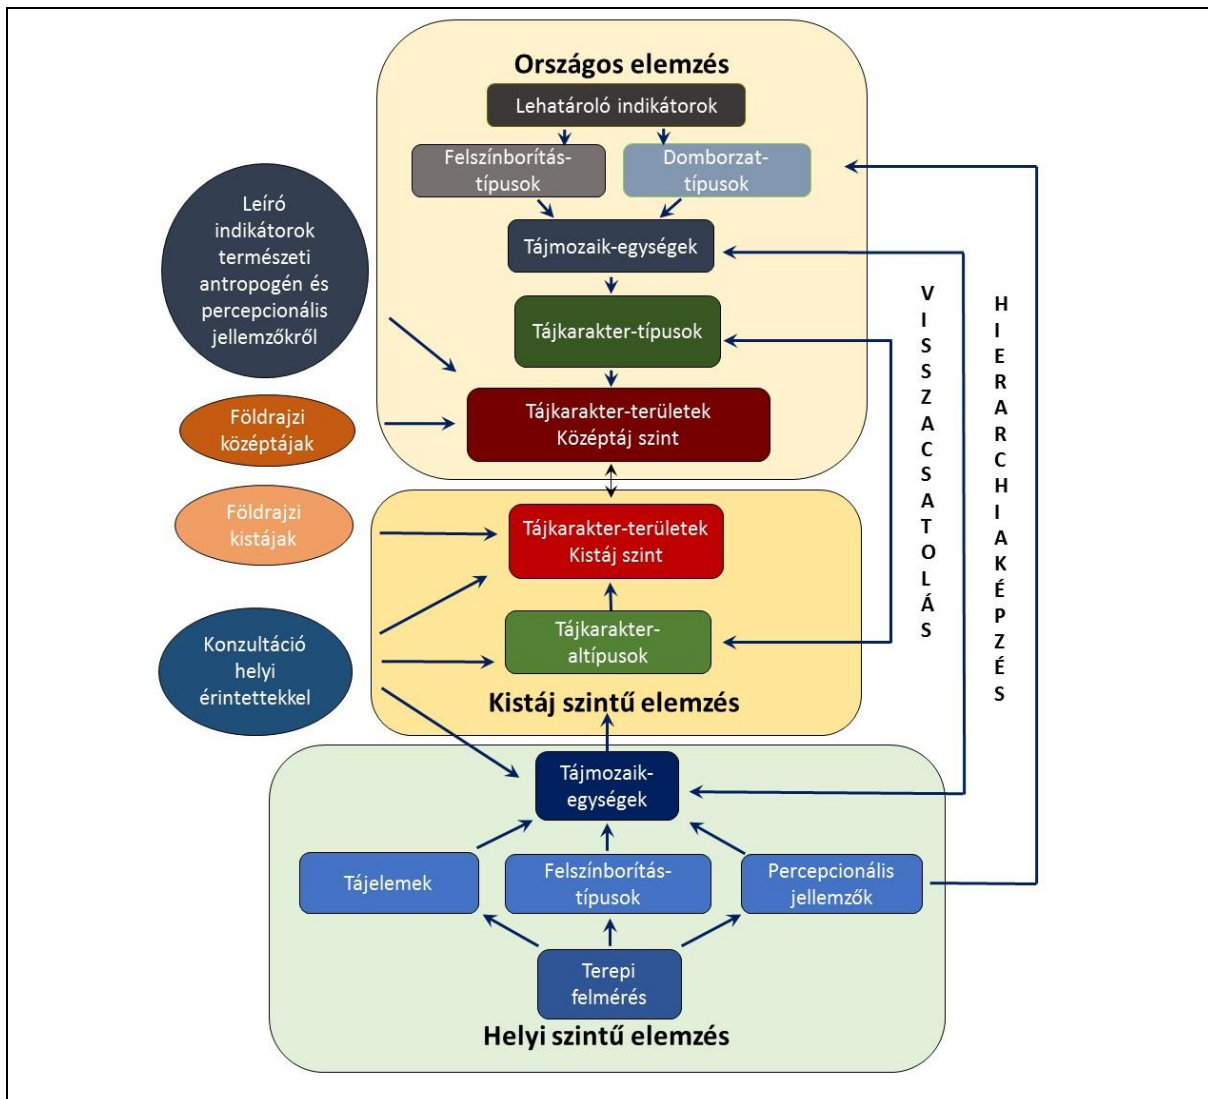 Országos elemzés
Lehatároló indikátorok
Felszínborítás-
típusok
Domborzat-
típusok
Leíró
indikátorok
természeti
antropogén és
percepcionális
jellemzőkről
Tájmozaik-egységek
Tájkarakter-típusok
Földrajzi
középtájak
Tájkarakter-területek
Középtáj szint
Földrajzi
kistájak
Tájkarakter-területek
Kistáj szint
Konzultáció
helyi
érintettekkel
Tájkarakter-
altípusok
Kistáj szintű elemzés
Tájmozaik-
egységek
Tájelemek
Felszínborítás-
típusok
Percepcionális
jellemzők
Terepi
felmérés
Helyi szintű elemzés
VISSZACSATOLÁS
HIERARCHIAKÉPZÉS